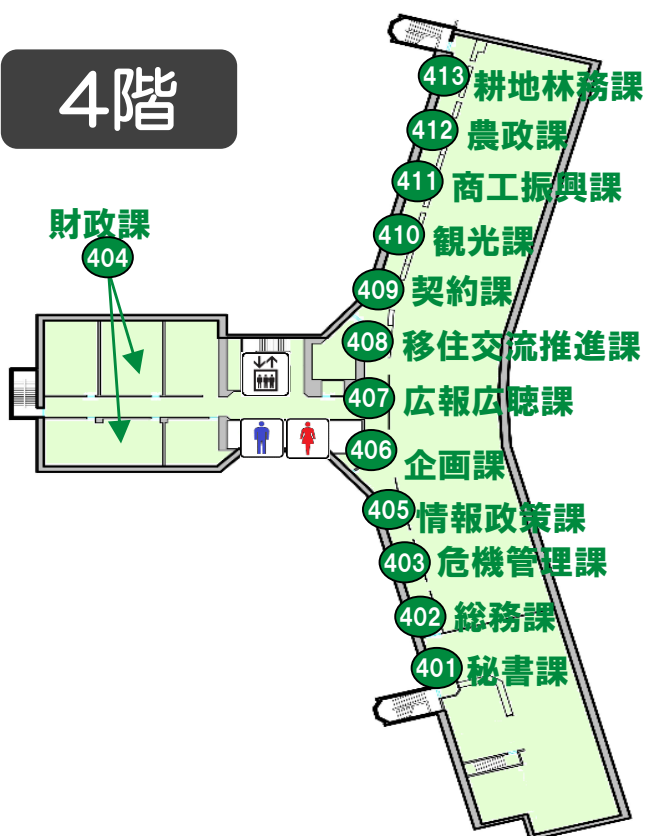 4階
413 耕地林務課
412 農政課
411 商工振興課
財政課
404
410 観光課
409 契約課
408 移住交流推進課
407 広報広聴課
406 企画課
405 情報政策課
403 危機管理課
402 総務課
401 秘書課